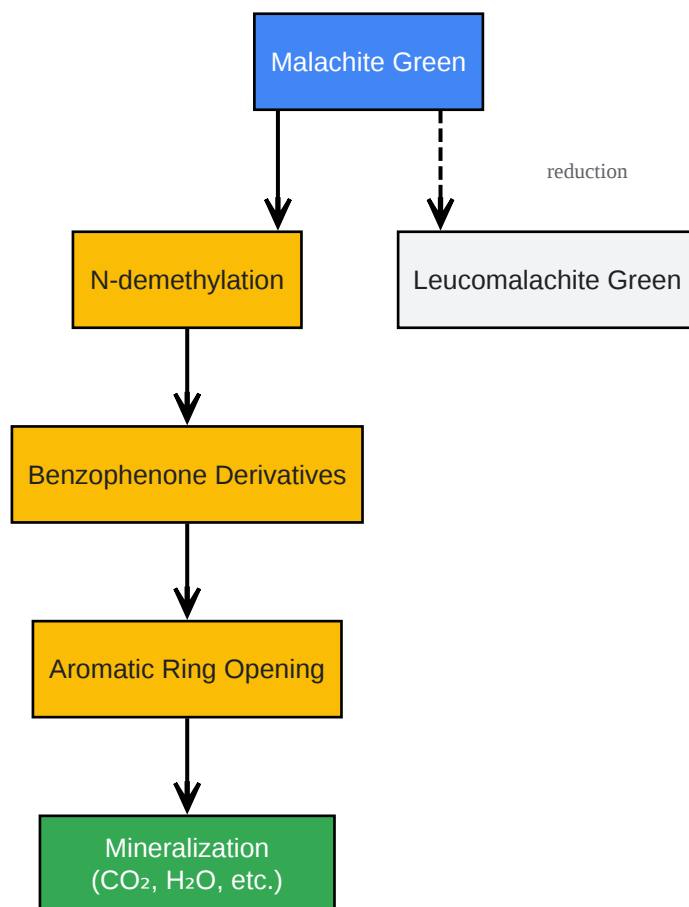 Malachite Green
reduction
N-demethylation
Leucomalachite Green
Benzophenone Derivatives
Aromatic Ring Opening
Mineralization
(CO₂, H₂O, etc.)